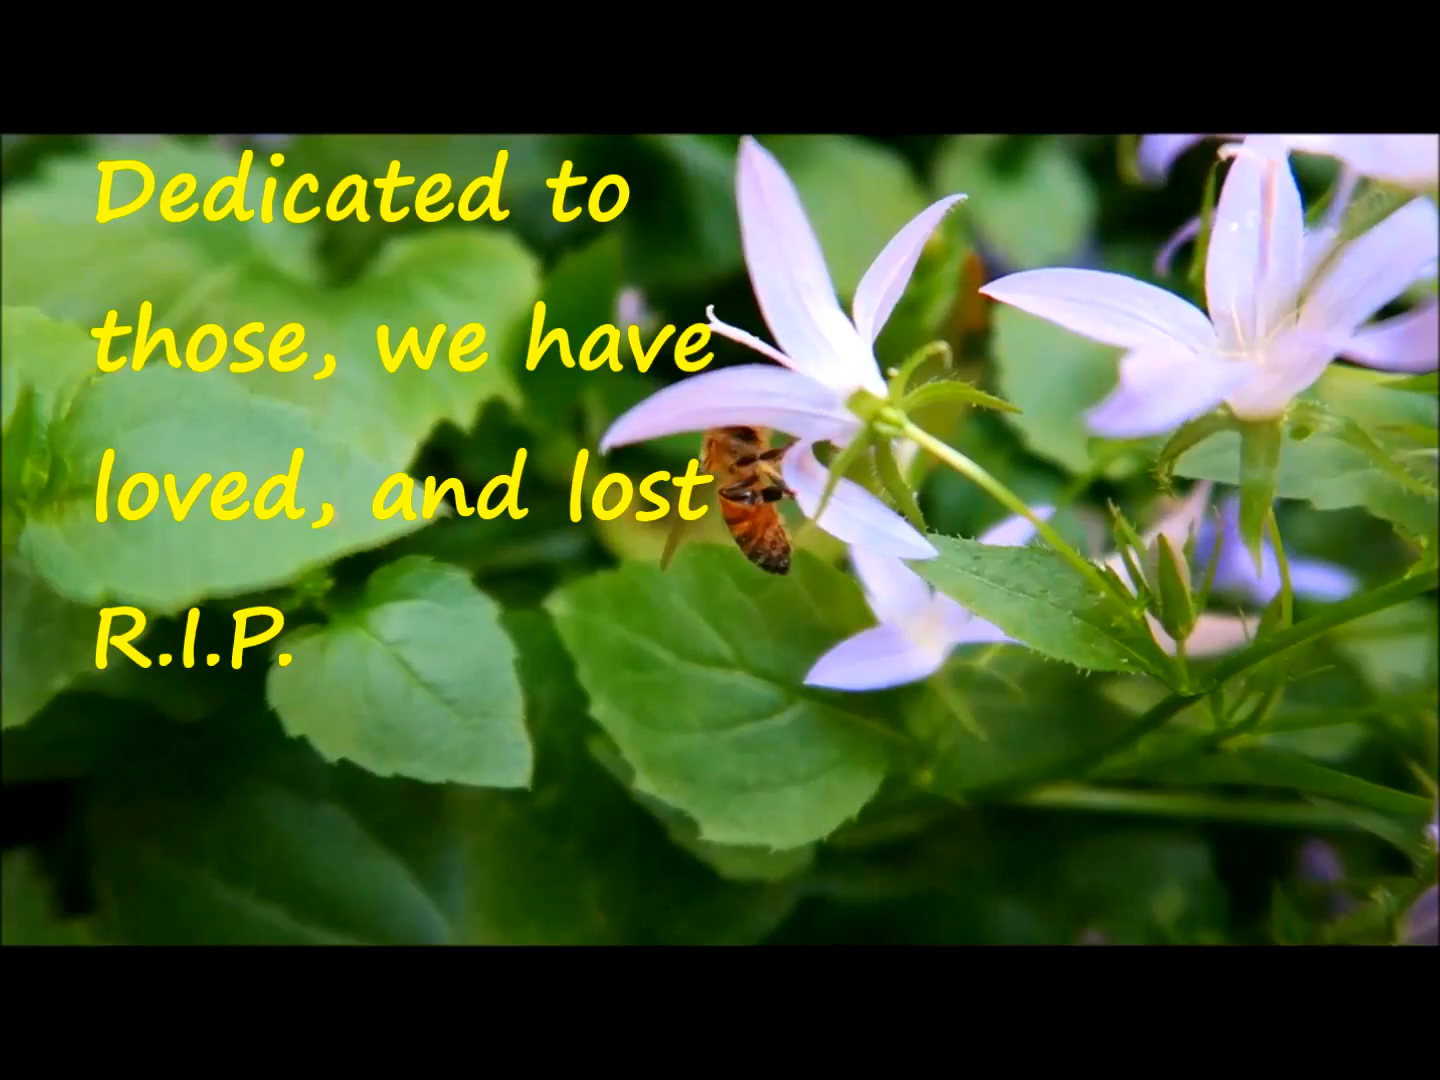 Dedicated to
those, we have
loved, and lost
R.I.P.